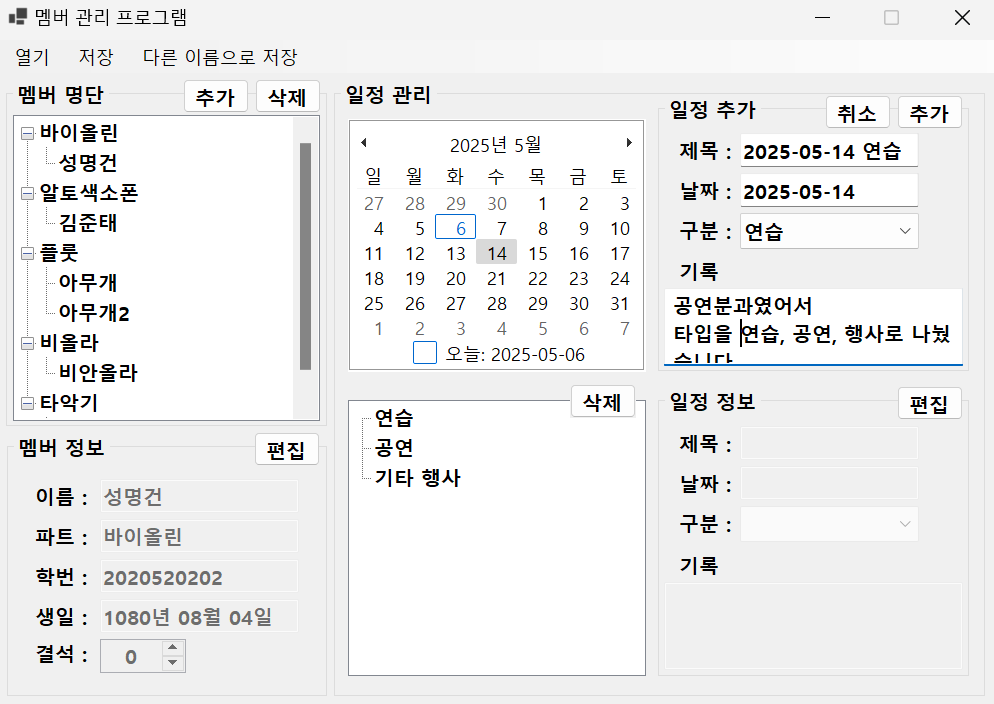 멤버 관리 프로그램
열기 저장 다른 이름으로 저장
멤버 명단 추가 삭제
바이올린
성명건
알토색소폰
김준태
플룻
아무개
아무개2
비올라
비안올라
타악기
멤버 정보 편집
이름 : 성명건
파트 : 바이올린
학번 : 2020520202
생일 : 1080년 08월 04일
결석 : 0
일정 관리
2025년 5월
일 월 화 수 목 금 토
27 28 29 30 1 2 3
4 5 6 7 8 9 10
11 12 13 14 15 16 17
18 19 20 21 22 23 24
25 26 27 28 29 30 31
1 2 3 4 5 6 7
오늘: 2025-05-06
삭제
연습
공연
기타 행사
일정 추가 취소 추가
제목 : 2025-05-14 연습
날짜 : 2025-05-14
구분 : 연습
기록
공연분과였어서
타입을 연습, 공연, 행사로 나눴
습니다
일정 정보 편집
제목 :
날짜 :
구분 :
기록